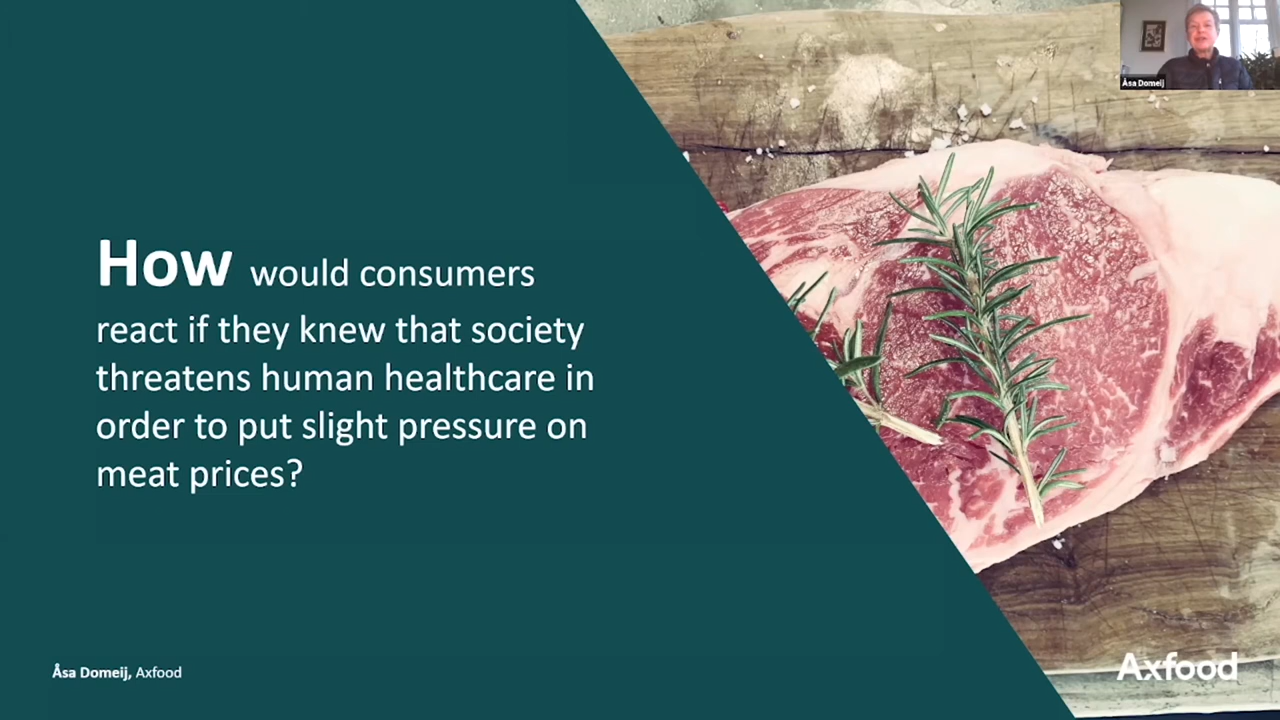 Åsa Domeij
How would consumers
react if they knew that society
threatens human healthcare in
order to put slight pressure on
meat prices?
Åsa Domeij, Axfood
Axfood